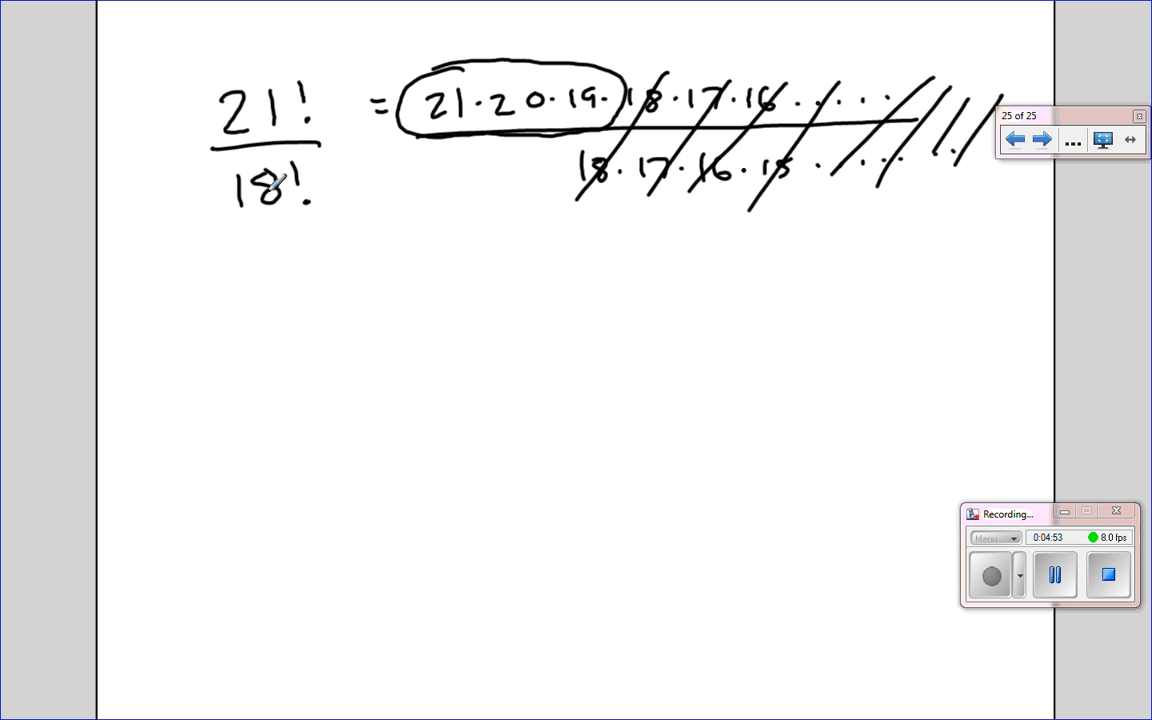 21! = 21·20·19·18·17·16·....
18! 18·17·16·15·....
25 of 25
...
Recording...
Menu 0:04:53 8.0 fps